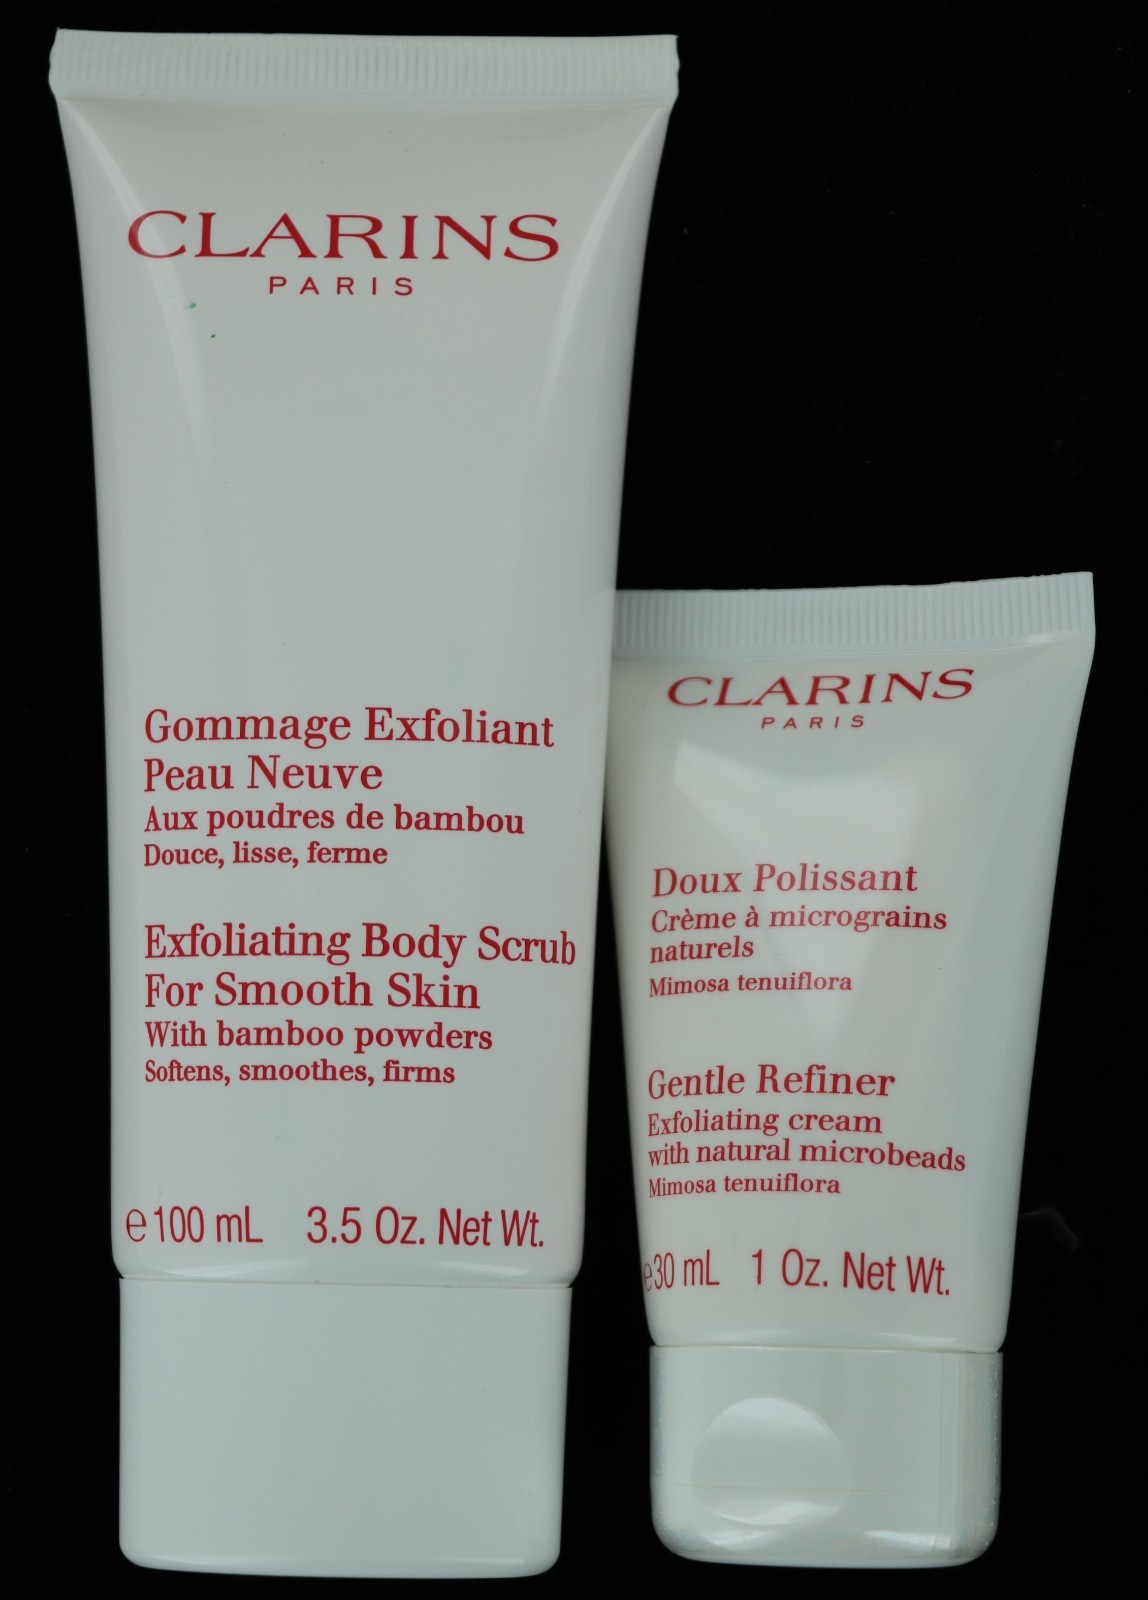 CLARINS
PARIS
Gommage Exfoliant
Peau Neuve
Aux poudres de bambou
Douce, lisse, ferme
Exfoliating Body Scrub
For Smooth Skin
With bamboo powders
Softens, smoothes, firms
℮100 mL 3.5 Oz. Net Wt.
CLARINS
PARIS
Doux Polissant
Crème à micrograins
naturels
Mimosa tenuiflora
Gentle Refiner
Exfoliating cream
with natural microbeads
Mimosa tenuiflora
℮30 mL 1 Oz. Net Wt.